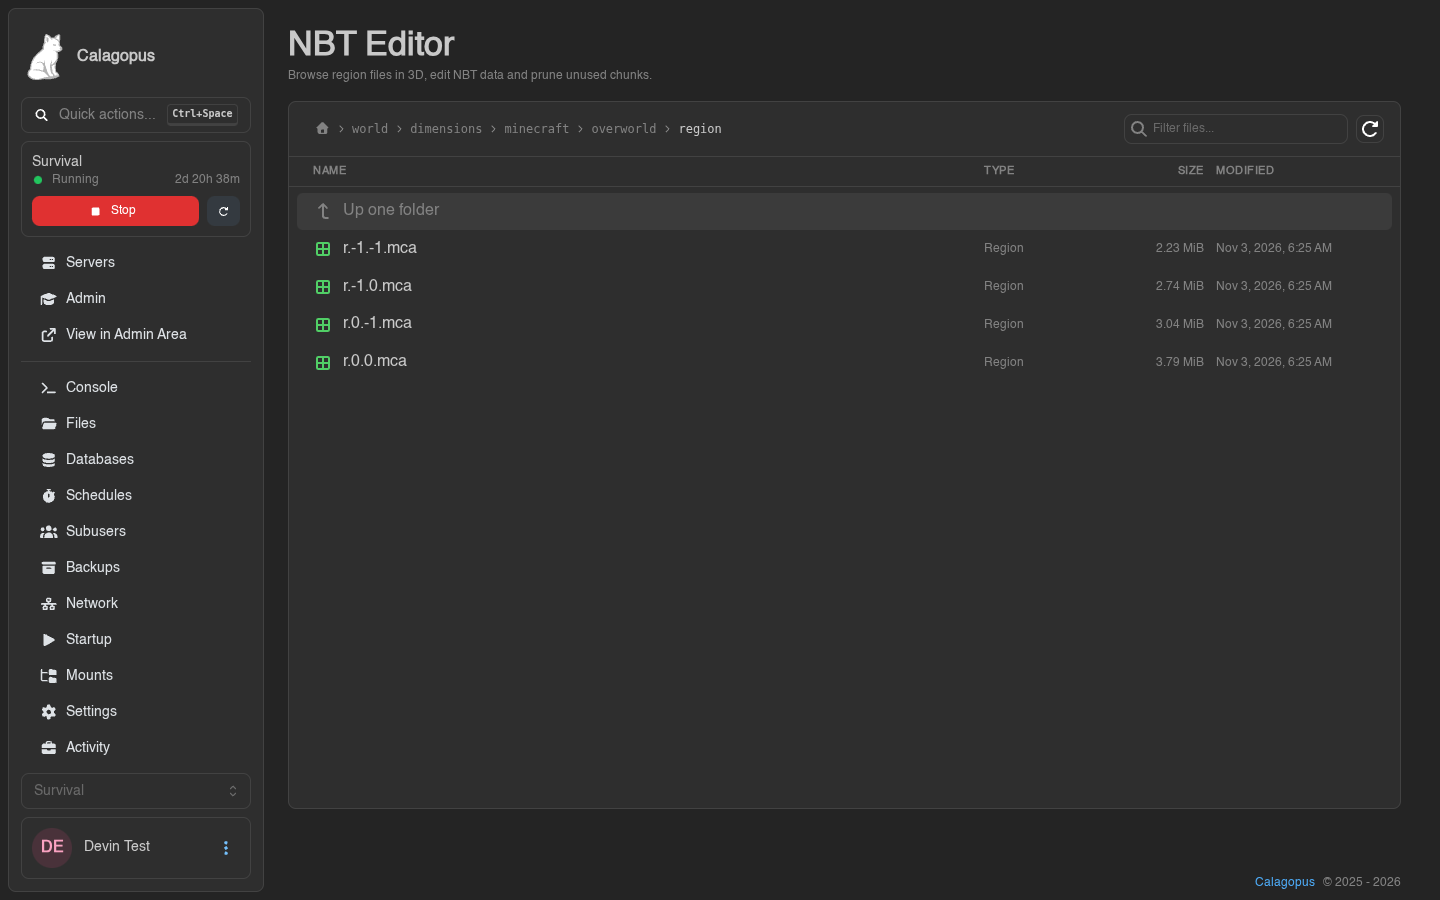 Calagopus
Quick actions... Ctrl+Space
Survival
Running 2d 20h 38m
Stop
Servers
Admin
View in Admin Area
Console
Files
Databases
Schedules
Subusers
Backups
Network
Startup
Mounts
Settings
Activity
Survival
DE Devin Test
NBT Editor
Browse region files in 3D, edit NBT data and prune unused chunks.
world dimensions minecraft overworld region
Filter files...
NAME TYPE SIZE MODIFIED
Up one folder
r.-1.-1.mca Region 2.23 MiB Nov 3, 2026, 6:25 AM
r.-1.0.mca Region 2.74 MiB Nov 3, 2026, 6:25 AM
r.0.-1.mca Region 3.04 MiB Nov 3, 2026, 6:25 AM
r.0.0.mca Region 3.79 MiB Nov 3, 2026, 6:25 AM
Calagopus © 2025 - 2026